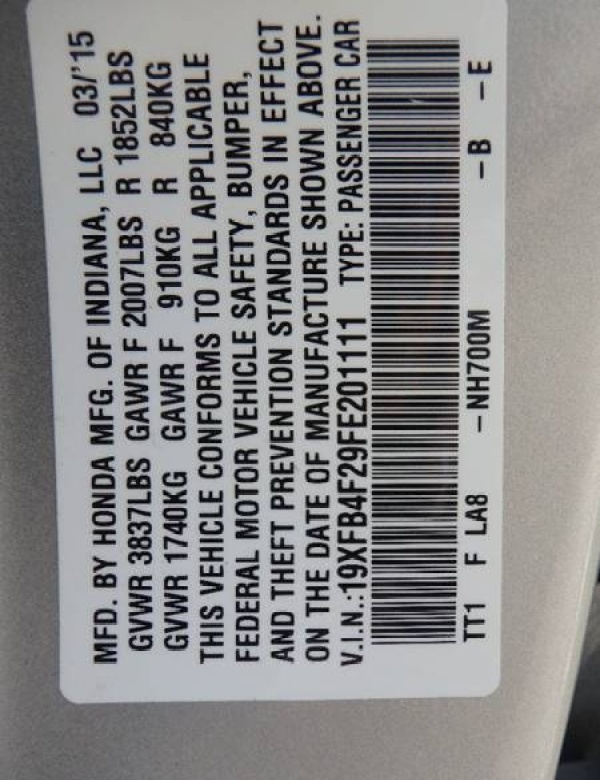 MFD. BY HONDA MFG. OF INDIANA, LLC 03/'15
GVWR 3837LBS GAWR F 2007LBS R 1852LBS
GVWR 1740KG GAWR F 910KG R 840KG
THIS VEHICLE CONFORMS TO ALL APPLICABLE
FEDERAL MOTOR VEHICLE SAFETY, BUMPER,
AND THEFT PREVENTION STANDARDS IN EFFECT
ON THE DATE OF MANUFACTURE SHOWN ABOVE.
V.I.N.:19XFB4F29FE201111 TYPE: PASSENGER CAR
TT1 F LA8 -NH700M -B -E